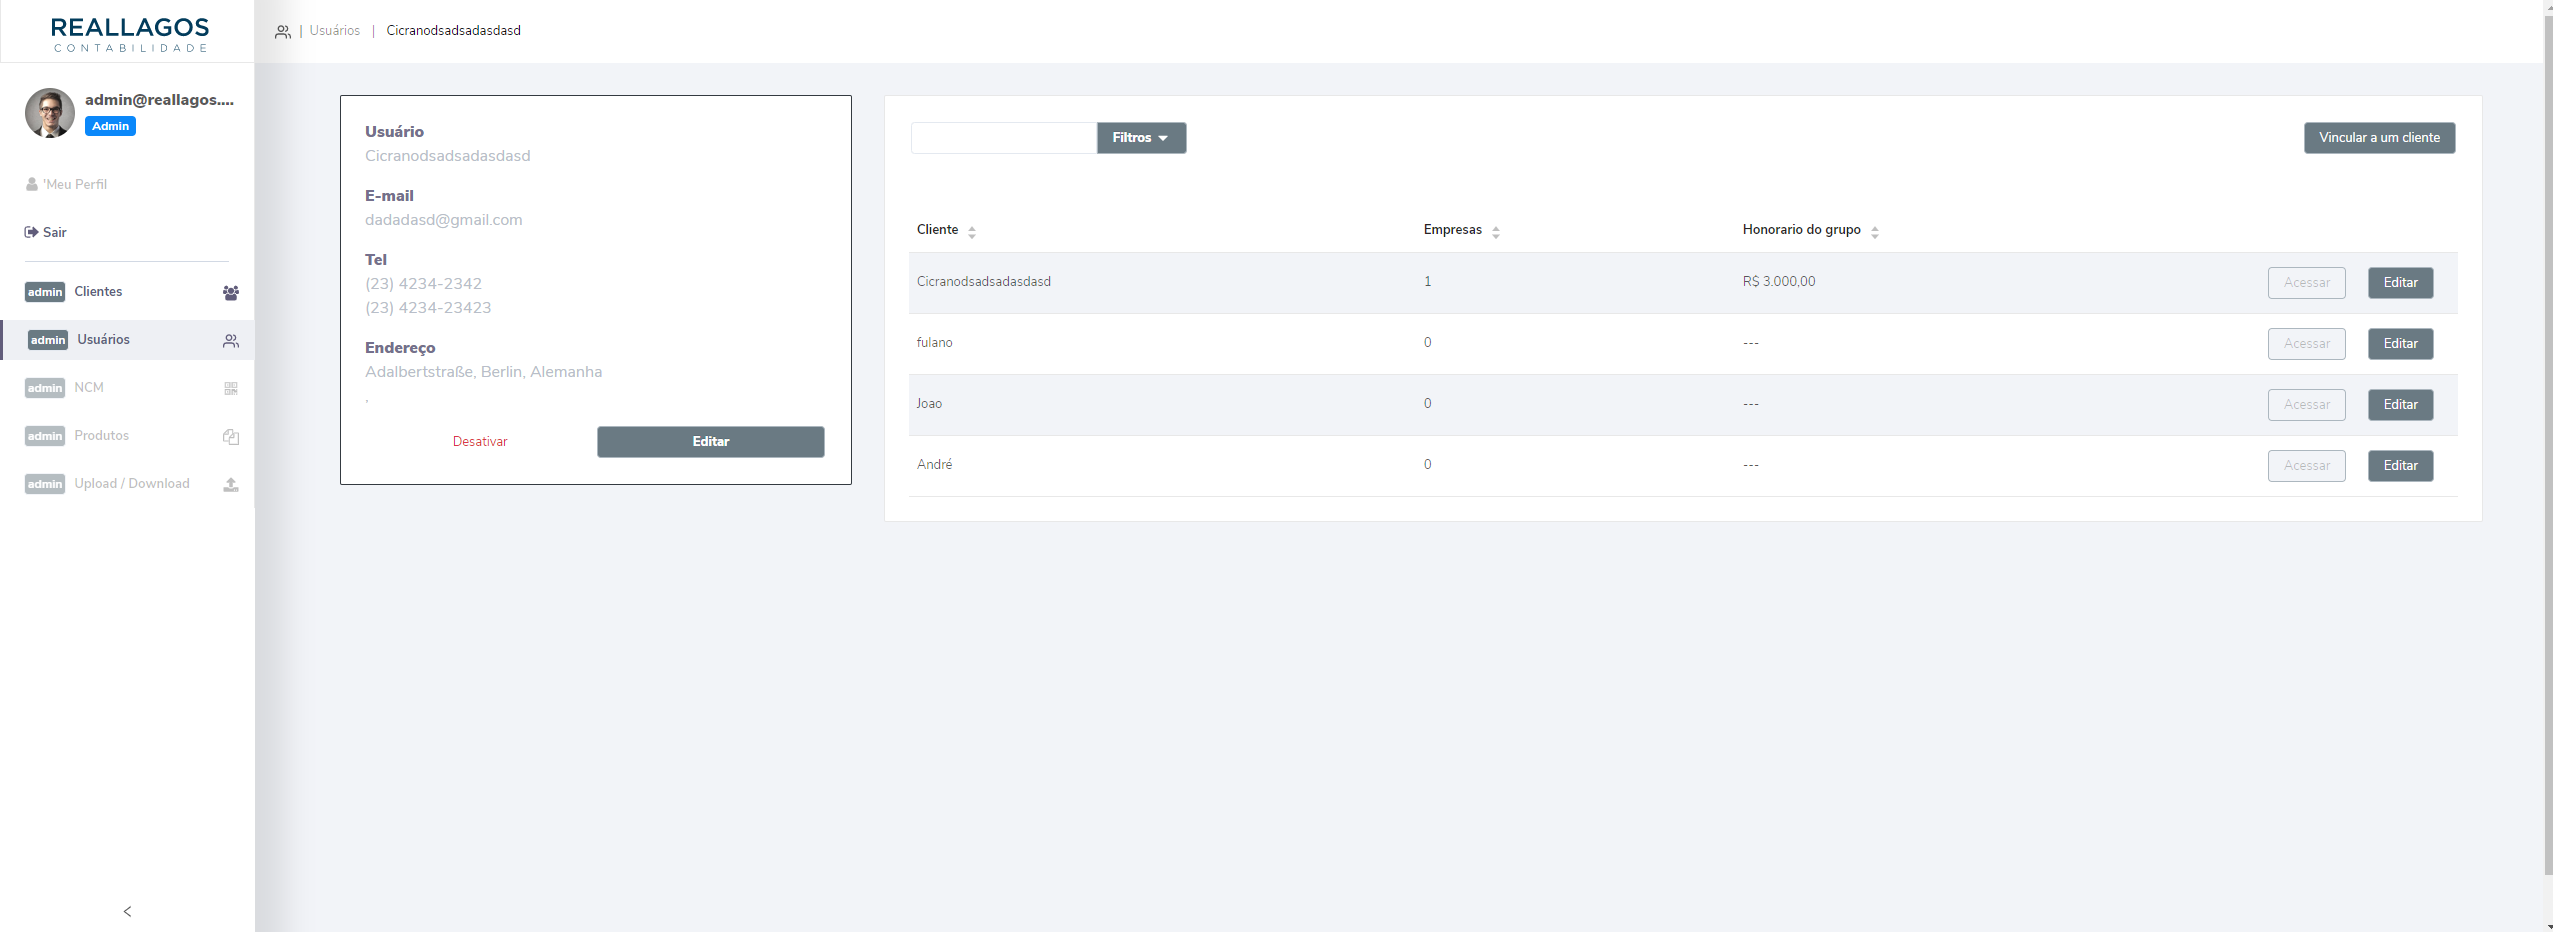 REALLAGOS
CONTABILIDADE
admin@reallagos....
Admin
'Meu Perfil
Sair
admin Clientes
admin Usuários
admin NCM
admin Produtos
admin Upload / Download
| Usuários | Cicranodsadsadasdasd
Usuário
Cicranodsadsadasdasd
E-mail
dadadasd@gmail.com
Tel
(23) 4234-2342
(23) 4234-23423
Endereço
Adalbertstraße, Berlin, Alemanha
,
Desativar Editar
Filtros Vincular a um cliente
Cliente Empresas Honorario do grupo
Cicranodsadsadasdasd 1 R$ 3.000,00 Acessar Editar
fulano 0 --- Acessar Editar
Joao 0 --- Acessar Editar
André 0 --- Acessar Editar